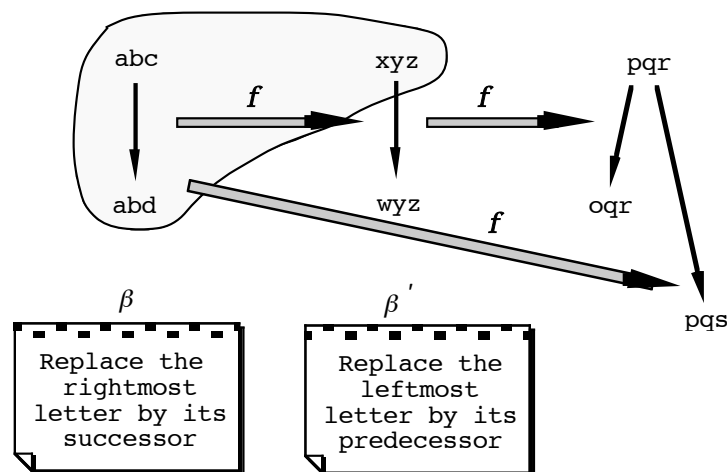 abc
xyz
pqr
f
f
abd
wyz
oqr
f
pqs
β
β'
Replace the
rightmost
letter by its
successor
Replace the
leftmost
letter by its
predecessor